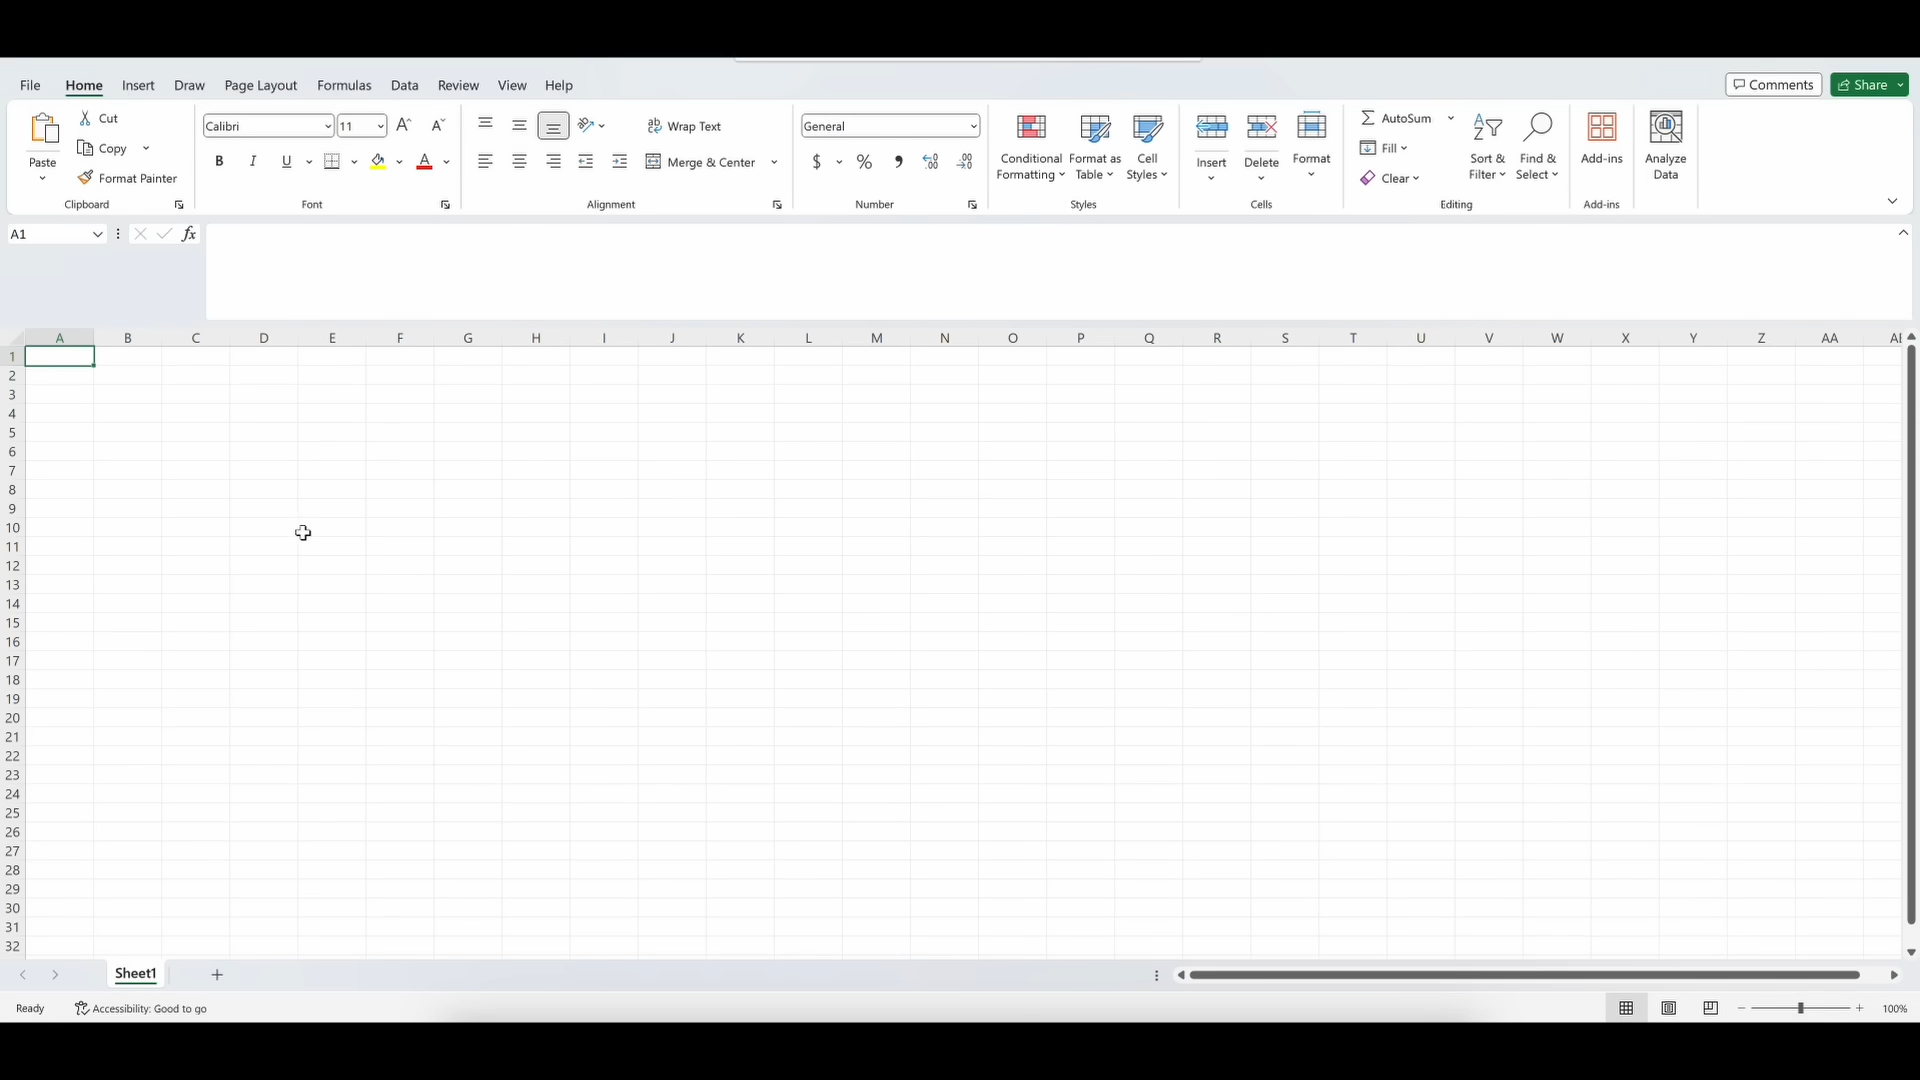 File Home Insert Draw Page Layout Formulas Data Review View Help Comments Share
Cut
Copy
Format Painter
Paste
Clipboard
Calibri 11
B I U
Font
Wrap Text
Merge & Center
Alignment
General
$ % ,
Number
Conditional Formatting
Format as Table
Cell Styles
Styles
Insert
Delete
Format
Cells
AutoSum
Fill
Clear
Sort & Filter
Find & Select
Editing
Add-ins
Add-ins
Analyze Data
A1 fx
A B C D E F G H I J K L M N O P Q R S T U V W X Y Z AA
1
2
3
4
5
6
7
8
9
10
11
12
13
14
15
16
17
18
19
20
21
22
23
24
25
26
27
28
29
30
31
32
Sheet1
Ready Accessibility: Good to go 100%